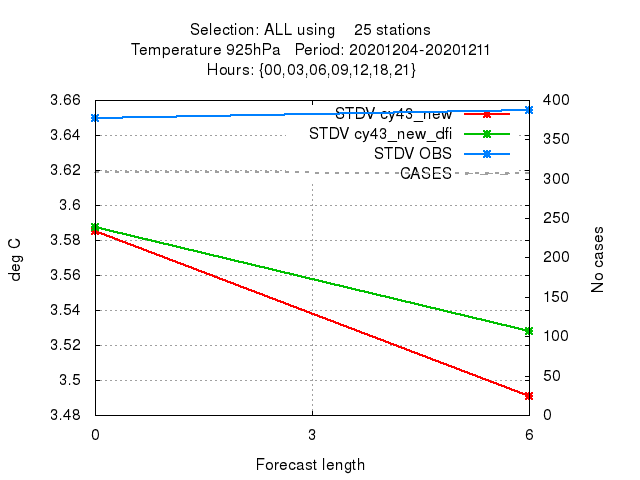 Selection: ALL using 25 stations
Temperature 925hPa Period: 20201204-20201211
Hours: {00,03,06,09,12,18,21}
3.66
3.64
3.62
3.6
3.58
3.56
3.54
3.52
3.5
3.48
400
350
300
250
200
150
100
50
0
STDV cy43_new
STDV cy43_new_dfi
STDV OBS
CASES
deg C
No cases
0 3 6
Forecast length